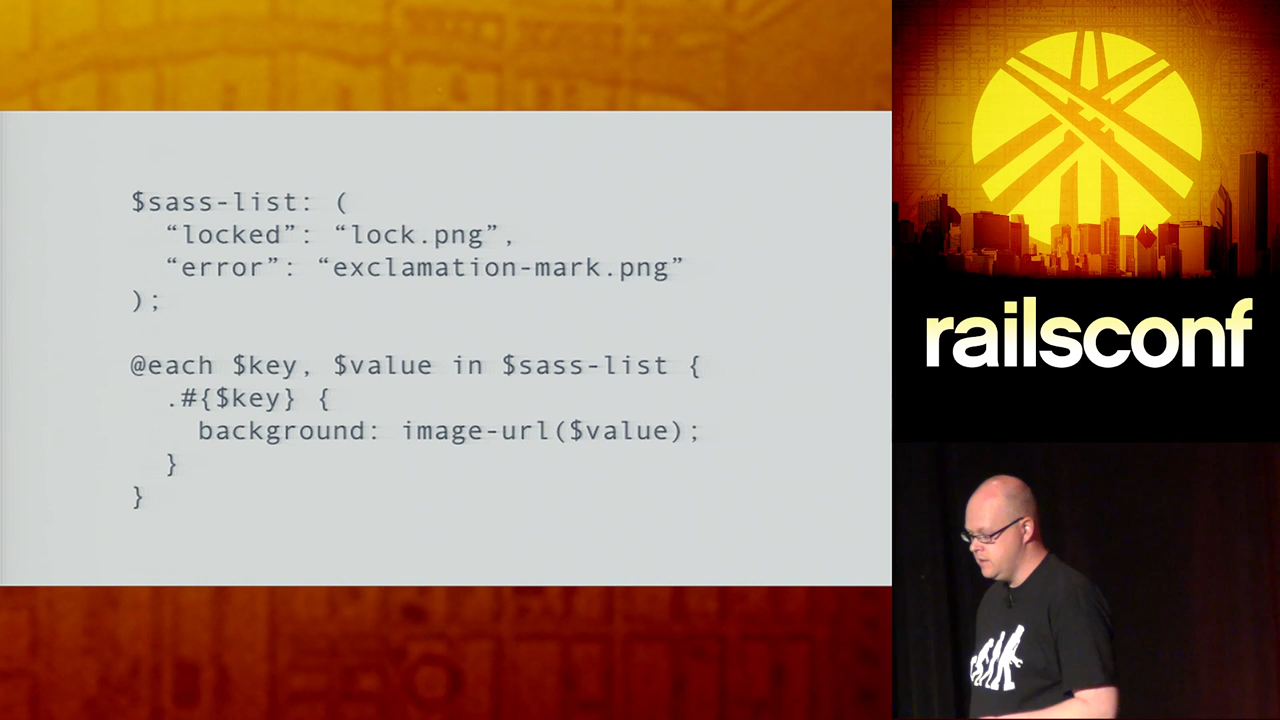 $sass-list: (
“locked”: “lock.png”,
“error”: “exclamation-mark.png”
);
@each $key, $value in $sass-list {
.#{$key} {
background: image-url($value);
}
}
railsconf